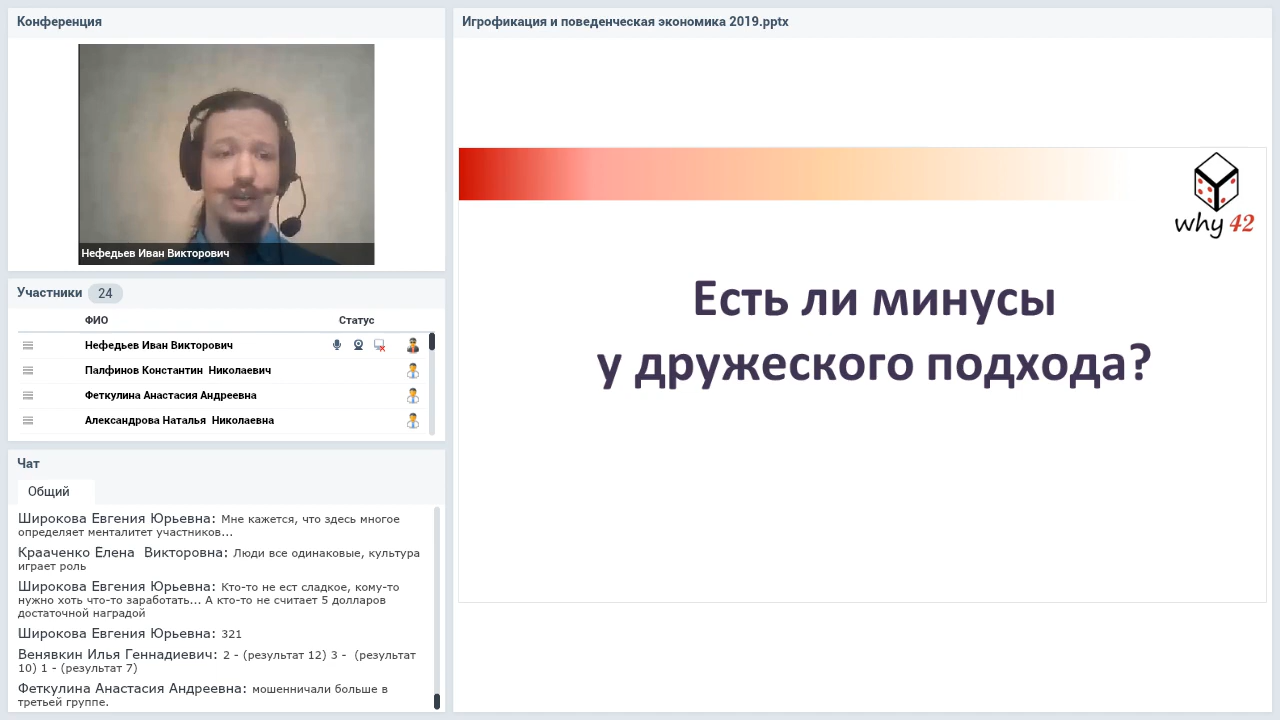 Конференция
Нефедьев Иван Викторович
Участники 24
ФИО Статус
Нефедьев Иван Викторович
Палфинов Константин Николаевич
Феткулина Анастасия Андреевна
Александрова Наталья Николаевна
Чат
Общий
Широкова Евгения Юрьевна: Мне кажется, что здесь многое
определяет менталитет участников...
Крааченко Елена Викторовна: Люди все одинаковые, культура
играет роль
Широкова Евгения Юрьевна: Кто-то не ест сладкое, кому-то
нужно хоть что-то заработать... А кто-то не считает 5 долларов
достаточной наградой
Широкова Евгения Юрьевна: 321
Венявкин Илья Геннадиевич: 2 - (результат 12) 3 - (результат
10) 1 - (результат 7)
Феткулина Анастасия Андреевна: мошенничали больше в
третьей группе.
Игрофикация и поведенческая экономика 2019.pptx
why 42
Есть ли минусы
у дружеского подхода?